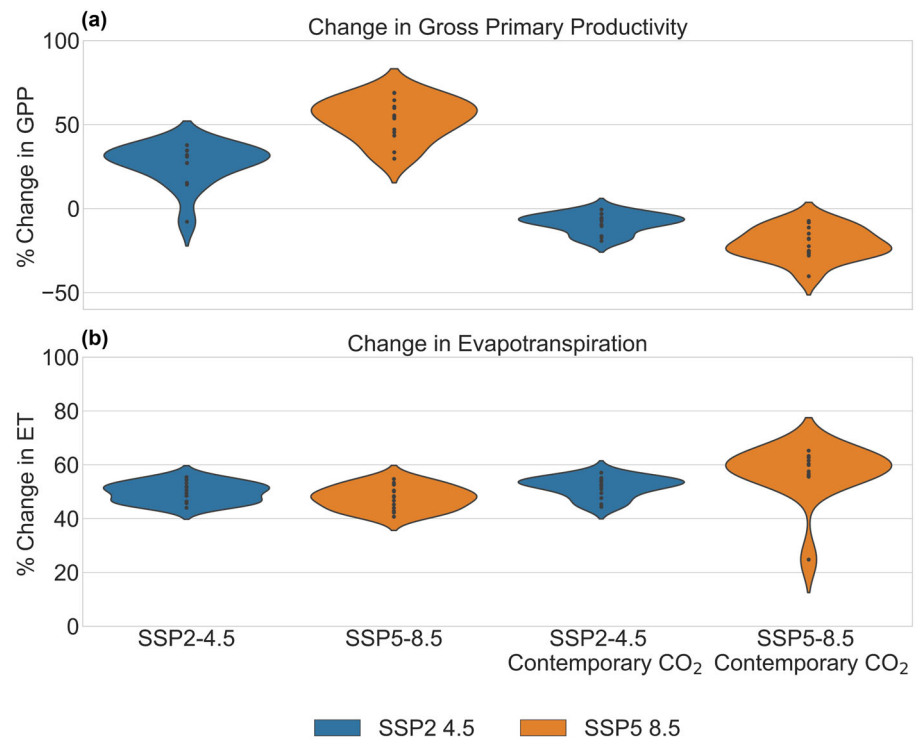 (a)
Change in Gross Primary Productivity
% Change in GPP
100
50
0
−50
(b)
Change in Evapotranspiration
% Change in ET
100
80
60
40
20
0
SSP2-4.5
SSP5-8.5
SSP2-4.5
Contemporary CO₂
SSP5-8.5
Contemporary CO₂
SSP2 4.5
SSP5 8.5